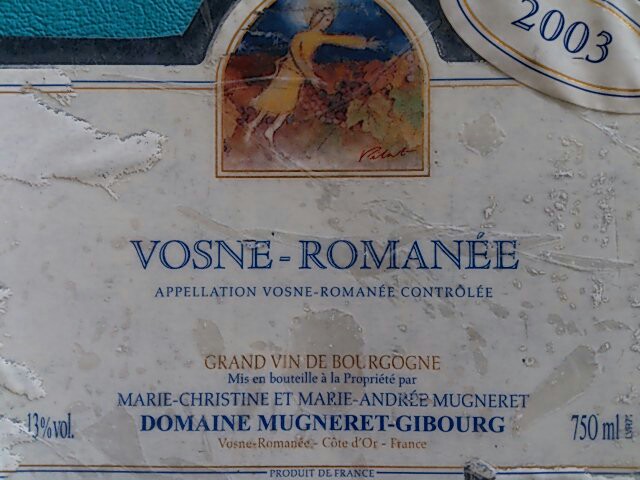 2003
VOSNE - ROMANÉE
APPELLATION VOSNE-ROMANÉE CONTRÔLÉE
GRAND VIN DE BOURGOGNE
Mis en bouteille à la Propriété par
MARIE-CHRISTINE ET MARIE-ANDRÉE MUGNERET
13% vol. DOMAINE MUGNERET-GIBOURG 750 ml
Vosne-Romanée - Côte d'Or - France
PRODUIT DE FRANCE